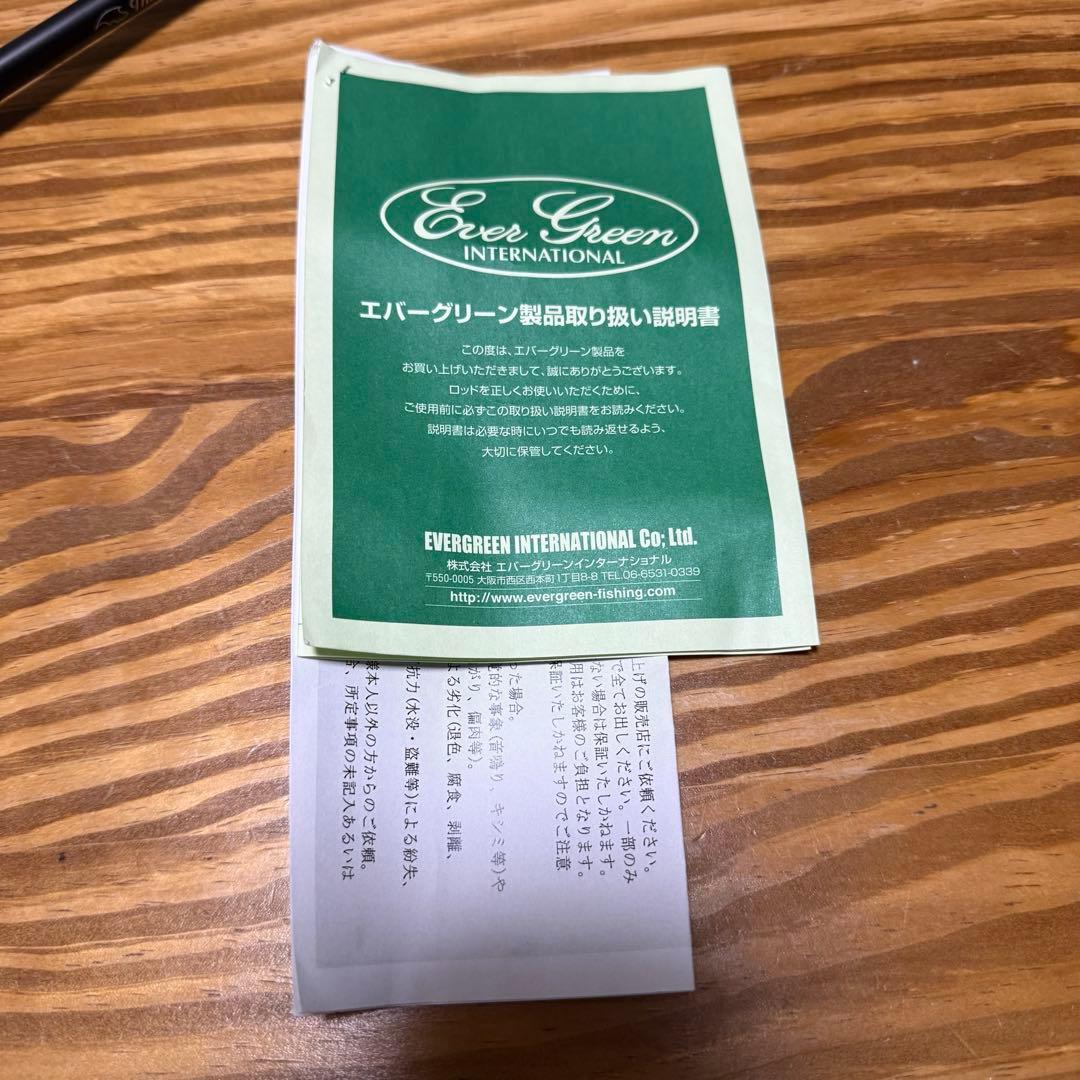 Ever Green
INTERNATIONAL
エバーグリーン製品取り扱い説明書
この度は、エバーグリーン製品を
お買い上げいただきまして、誠にありがとうございます。
ロッドを正しくお使いいただくために、
ご使用前に必ずこの取り扱い説明書をお読みください。
説明書は必要な時にいつでも読み返せるよう、
大切に保管してください。
EVERGREEN INTERNATIONAL Co; Ltd.
株式会社 エバーグリーンインターナショナル
〒550-0005 大阪市西区西本町1丁目8-8 TEL.06-6531-0339
http://www.evergreen-fishing.com
上げの販売店にご依頼ください。
で全てお出しください。一部のみ
ない場合は保証いたしかねます。
用はお客様のご負担となります。
保証いたしかねますのでご注意
った場合。
的な事象(音鳴り、キシミ等)や
がり、偏肉等)。
よる劣化(退色、腐食、剥離、
抗力(水没・盗難等)による紛失、
様本人以外の方からのご依頼。
合、所定事項の未記入あるいは